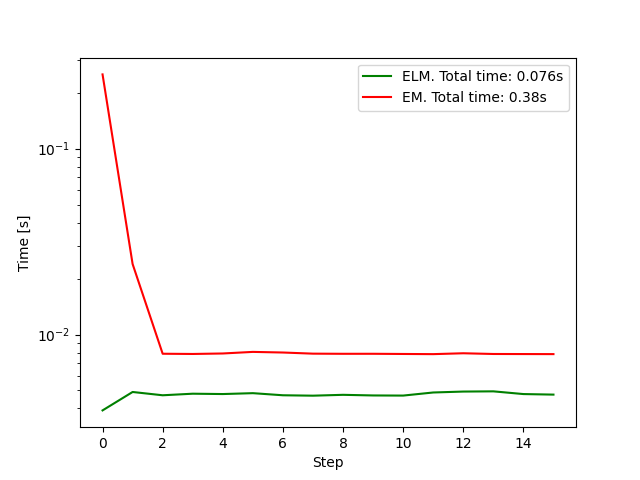 ELM. Total time: 0.076s
EM. Total time: 0.38s
10⁻¹
10⁻²
Time [s]
0 2 4 6 8 10 12 14
Step